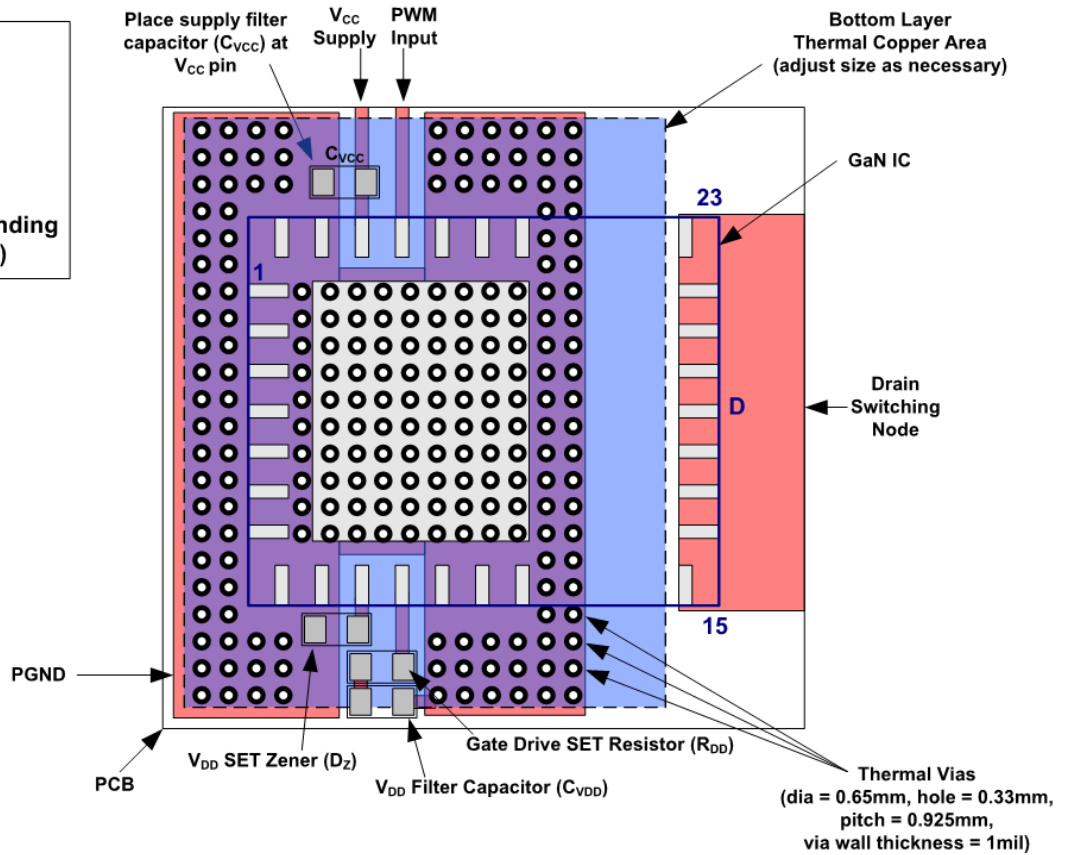 Place supply filter
capacitor (CVCC) at
VCC pin
VCC
Supply
PWM
Input
Bottom Layer
Thermal Copper Area
(adjust size as necessary)
CVCC
GaN IC
nding
)
23
1
D
Drain
Switching
Node
15
PGND
Gate Drive SET Resistor (RDD)
VDD SET Zener (DZ)
PCB
VDD Filter Capacitor (CVDD)
Thermal Vias
(dia = 0.65mm, hole = 0.33mm,
pitch = 0.925mm,
via wall thickness = 1mil)